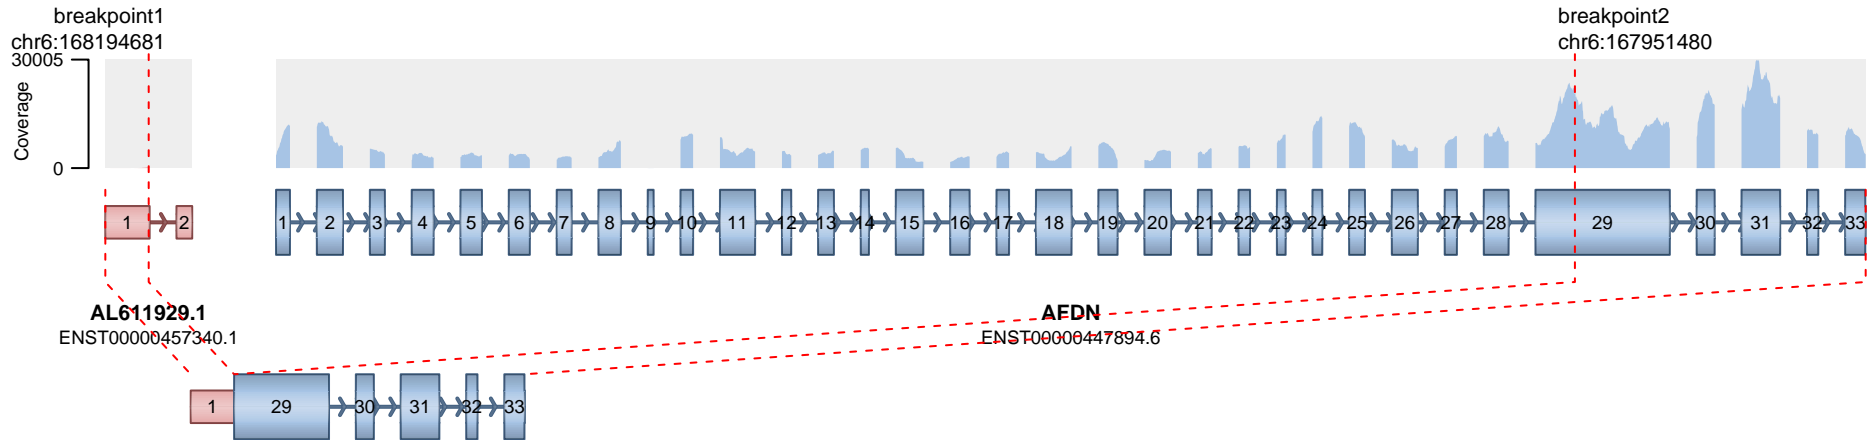 breakpoint1
chr6:168194681
breakpoint2
chr6:167951480
30005
Coverage
0
1 2
1 2 3 4 5 6 7 8 9 10 11 12 13 14 15 16 17 18 19 20 21 22 23 24 25 26 27 28 29 30 31 32 33
AL611929.1
ENST00000457340.1
AFDN
ENST00000447894.6
1 29 30 31 32 33